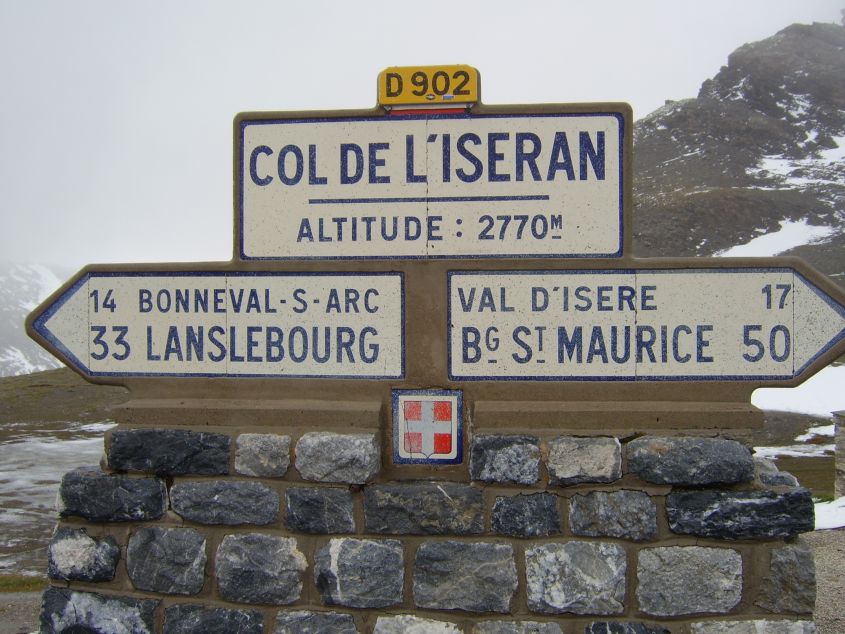 D 902
COL DE L'ISERAN
ALTITUDE : 2770M
14 BONNEVAL-S-ARC
33 LANSLEBOURG
VAL D'ISERE 17
BG ST MAURICE 50